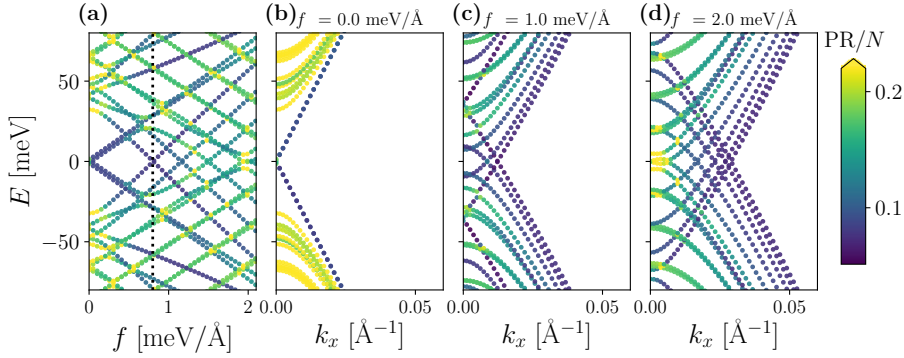 (a)
(b)
f = 0.0 meV/Å
(c)
f = 1.0 meV/Å
(d)
f = 2.0 meV/Å
PR/N
E [meV]
50
0
−50
0
1
2
f [meV/Å]
0.00
0.05
k_x [Å⁻¹]
0.00
0.05
k_x [Å⁻¹]
0.00
0.05
k_x [Å⁻¹]
0.2
0.1